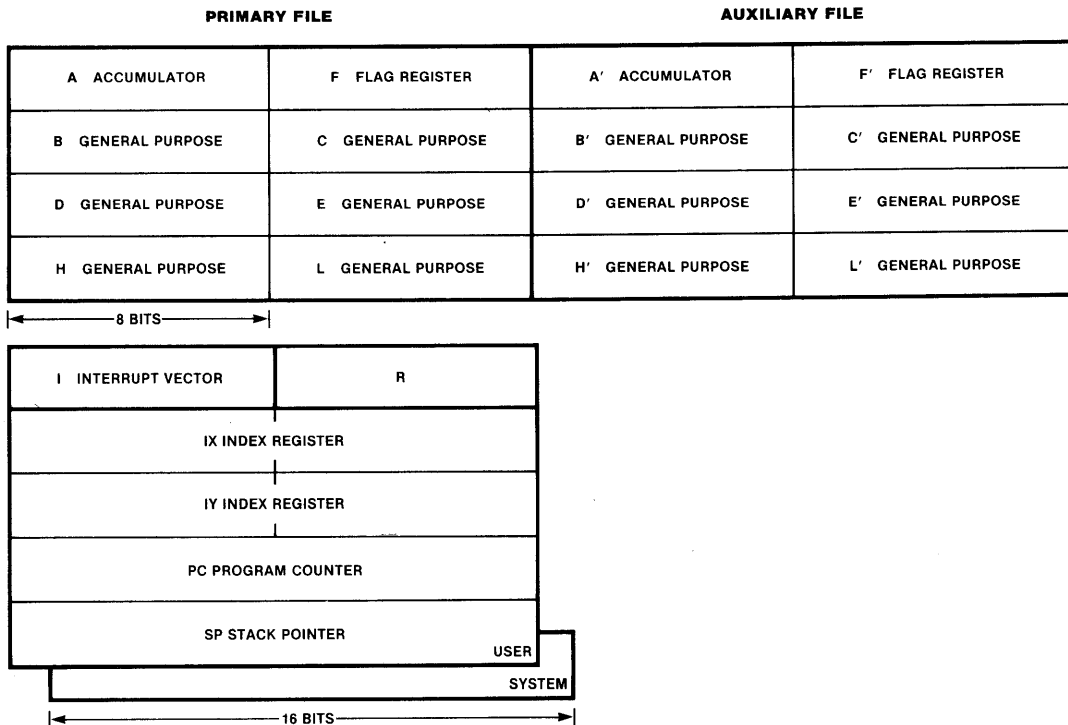 PRIMARY FILE AUXILIARY FILE
A ACCUMULATOR F FLAG REGISTER A' ACCUMULATOR F' FLAG REGISTER
B GENERAL PURPOSE C GENERAL PURPOSE B' GENERAL PURPOSE C' GENERAL PURPOSE
D GENERAL PURPOSE E GENERAL PURPOSE D' GENERAL PURPOSE E' GENERAL PURPOSE
H GENERAL PURPOSE L GENERAL PURPOSE H' GENERAL PURPOSE L' GENERAL PURPOSE
8 BITS
I INTERRUPT VECTOR R
IX INDEX REGISTER
IY INDEX REGISTER
PC PROGRAM COUNTER
SP STACK POINTER
USER
SYSTEM
16 BITS